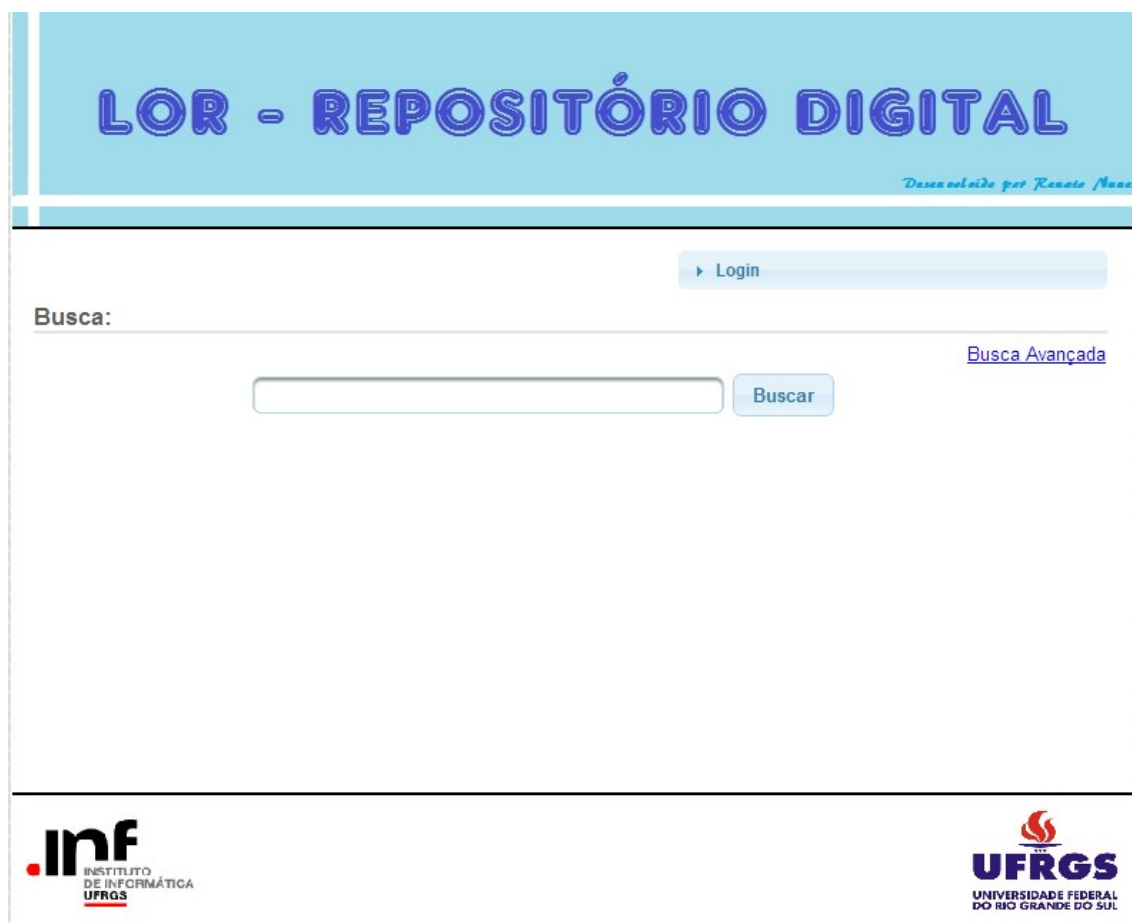 LOR - REPOSITÓRIO DIGITAL
Desenvolvido por Renato
Login
Busca:
Busca Avançada
Buscar
.inf
INSTITUTO
DE INFORMÁTICA
UFRGS
UFRGS
UNIVERSIDADE FEDERAL
DO RIO GRANDE DO SUL